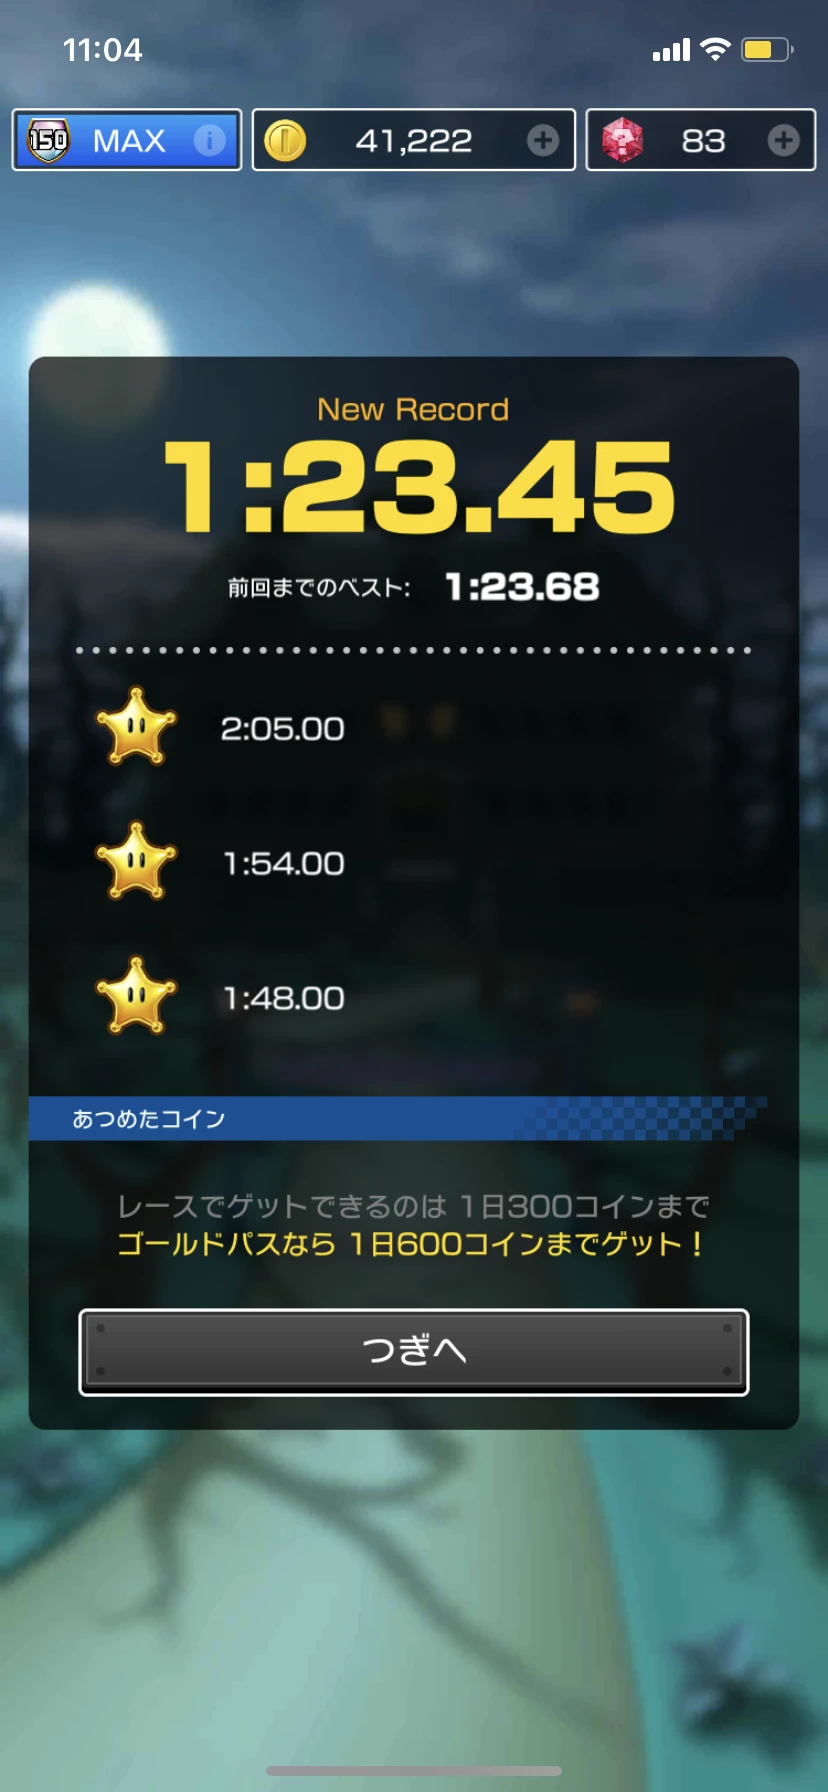 11:04
150 MAX i 41,222 + 83 +
New Record
1:23.45
前回までのベスト: 1:23.68
2:05.00
1:54.00
1:48.00
あつめたコイン
レースでゲットできるのは 1日300コインまで
ゴールドパスなら 1日600コインまでゲット！
つぎへ